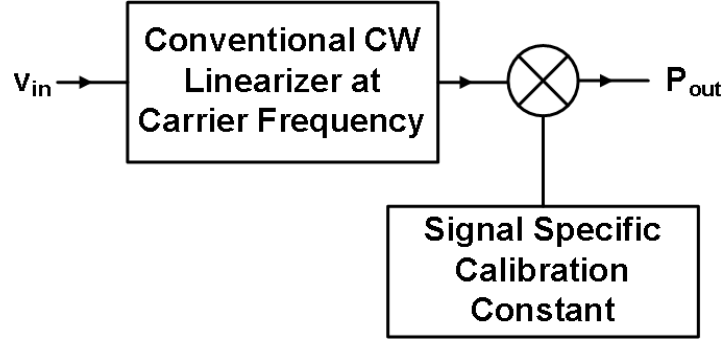 Conventional CW
v_in
Linearizer at
P_out
Carrier Frequency
Signal Specific
Calibration
Constant